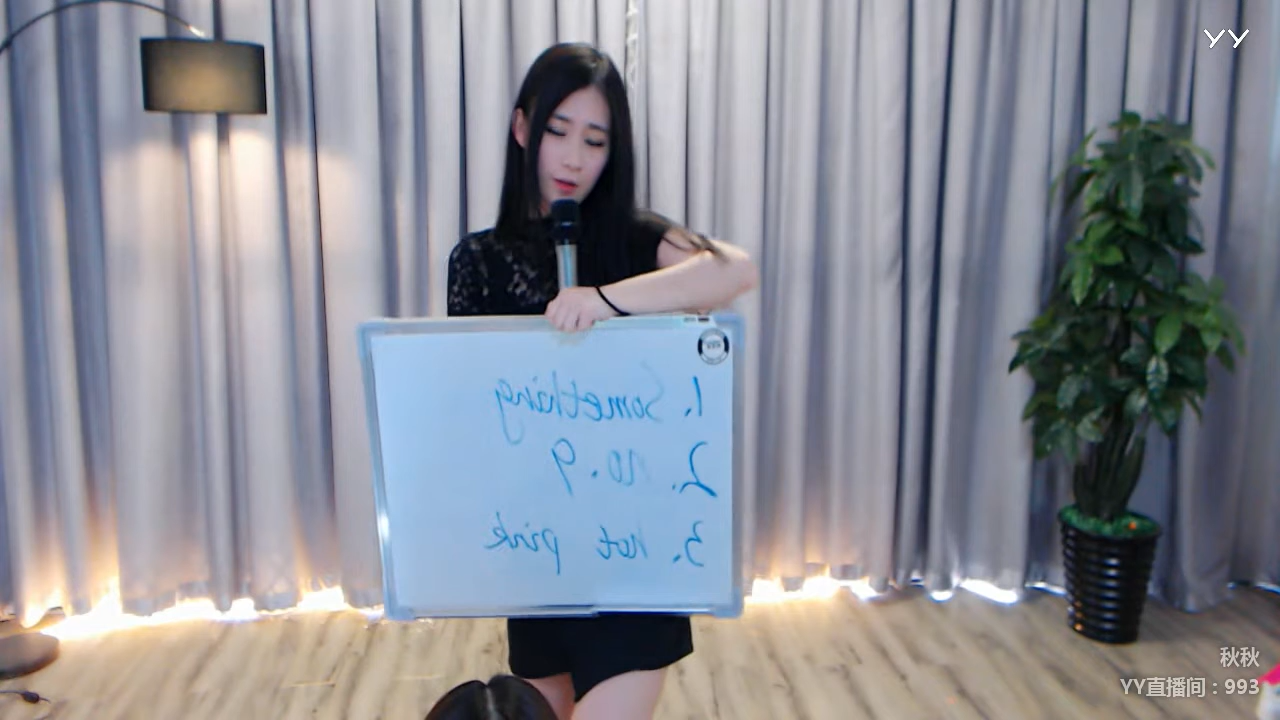 YY
1. Something
2. no.9
3. hot pink
秋秋
YY直播间：993